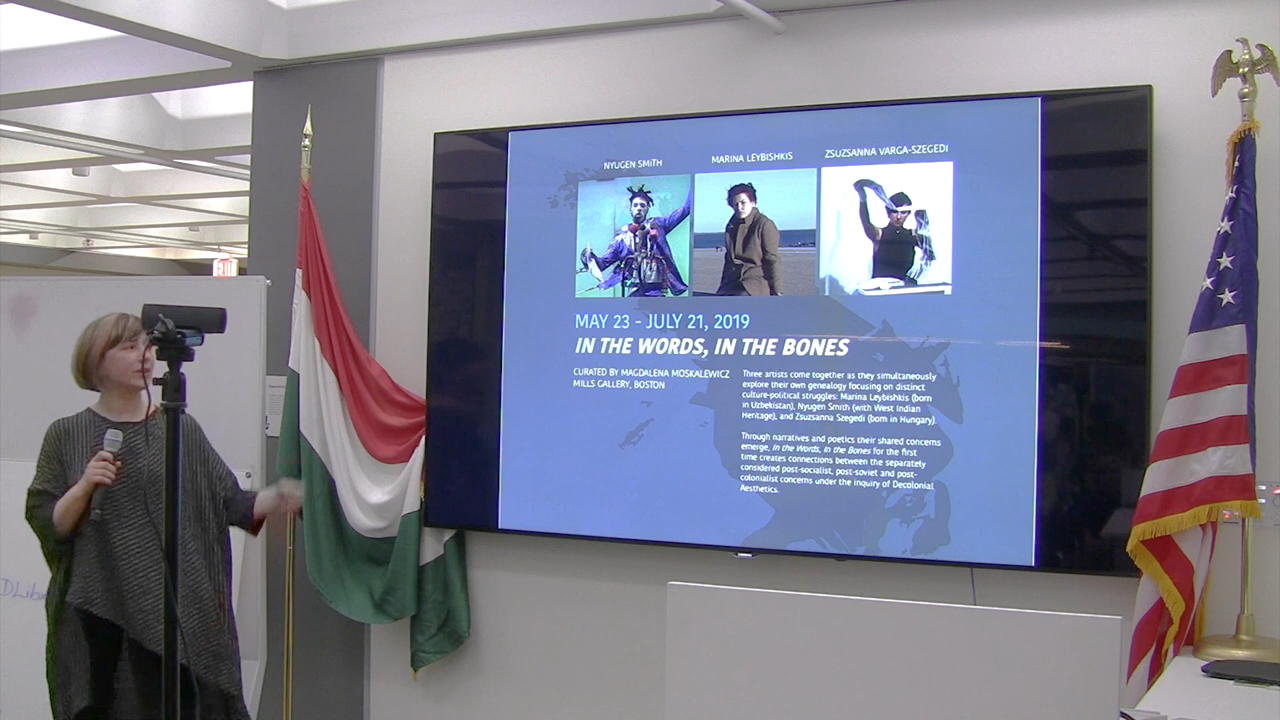 NYUGEN SMITH
MARINA LEYBISHKIS
ZSUZSANNA VARGA-SZEGEDI
MAY 23 - JULY 21, 2019
IN THE WORDS, IN THE BONES
CURATED BY MAGDALENA MOSKALEWICZ
MILLS GALLERY, BOSTON
Three artists come together as they simultaneously
explore their own genealogy focusing on distinct
culture-political struggles: Marina Leybishkis (born
in Uzbekistan), Nyugen Smith (with West Indian
Heritage), and Zsuzsanna Szegedi (born in Hungary).
Through narratives and poetics their shared concerns
emerge, In the Words, In the Bones for the first
time creates connections between the separately
considered post-socialist, post-soviet and post-
colonialist concerns under the inquiry of Decolonial
Aesthetics.